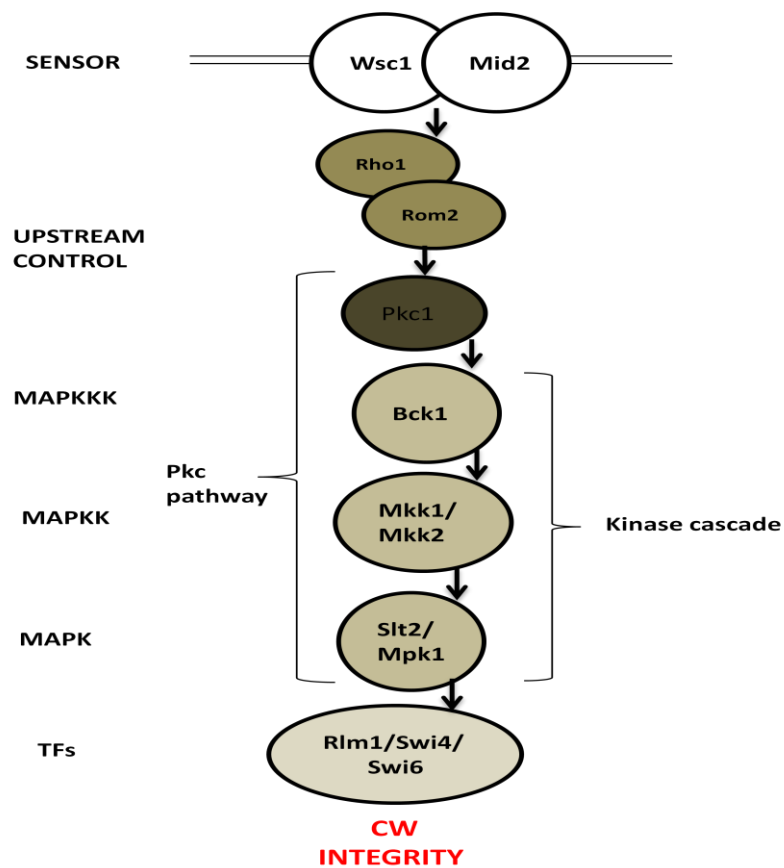 SENSOR
Wsc1
Mid2
Rho1
Rom2
UPSTREAM
CONTROL
Pkc1
MAPKKK
Bck1
Pkc
pathway
MAPKK
Mkk1/
Mkk2
Kinase cascade
MAPK
Slt2/
Mpk1
TFs
Rlm1/Swi4/
Swi6
CW
INTEGRITY